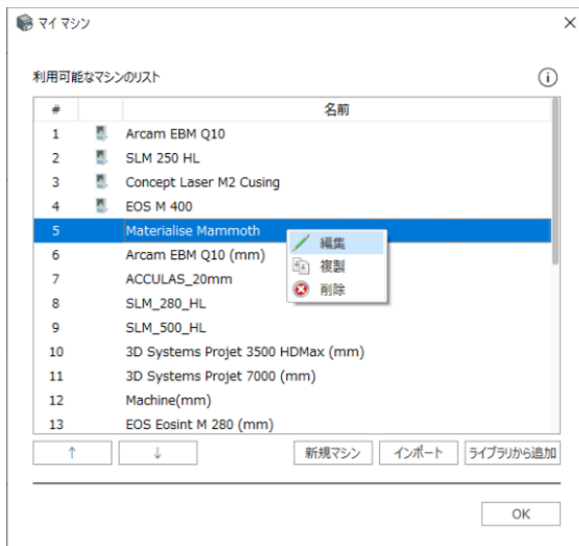 マイ マシン
利用可能なマシンのリスト
# 名前
1 Arcam EBM Q10
2 SLM 250 HL
3 Concept Laser M2 Cusing
4 EOS M 400
5 Materialise Mammoth
編集
6 Arcam EBM Q10 (mm)
複製
7 ACCULAS_20mm
削除
8 SLM_280_HL
9 SLM_500_HL
10 3D Systems Projet 3500 HDMax (mm)
11 3D Systems Projet 7000 (mm)
12 Machine(mm)
13 EOS Eosint M 280 (mm)
↑ ↓ 新規マシン インポート ライブラリから追加
OK